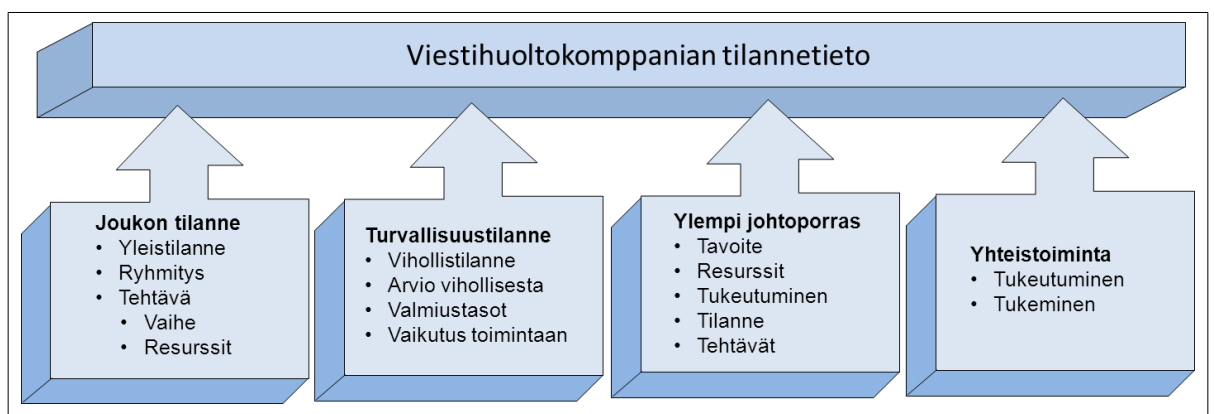 Viestihuoltokomppanian tilannetieto
Joukon tilanne
• Yleistilanne
• Ryhmitys
• Tehtävä
• Vaihe
• Resurssit
Turvallisuustilanne
• Vihollistilanne
• Arvio vihollisesta
• Valmiustasot
• Vaikutus toimintaan
Ylempi johtoporras
• Tavoite
• Resurssit
• Tukeutuminen
• Tilanne
• Tehtävät
Yhteistoiminta
• Tukeutuminen
• Tukeminen